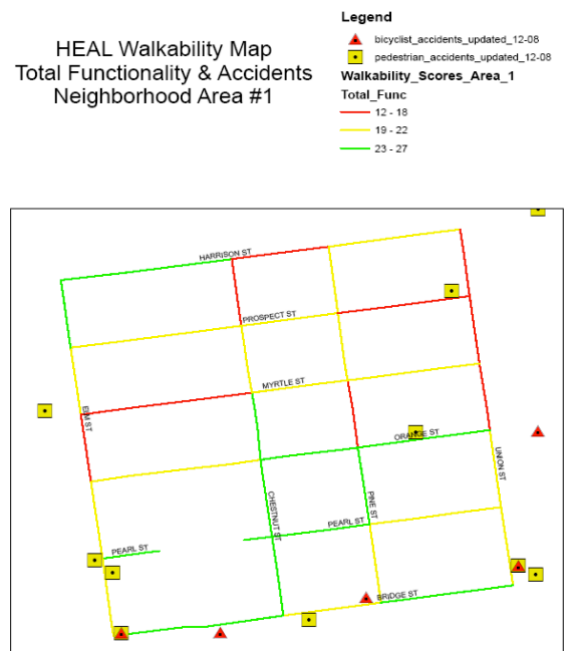 HEAL Walkability Map
Total Functionality & Accidents
Neighborhood Area #1
Legend
bicyclist_accidents_updated_12-08
pedestrian_accidents_updated_12-08
Walkability_Scores_Area_1
Total_Func
12 - 18
19 - 22
23 - 27
HARRISON ST
PROSPECT ST
MYRTLE ST
ELM ST
ORANGE ST
UNION ST
CHESTNUT ST
PINE ST
PEARL ST
PEARL ST
BRIDGE ST